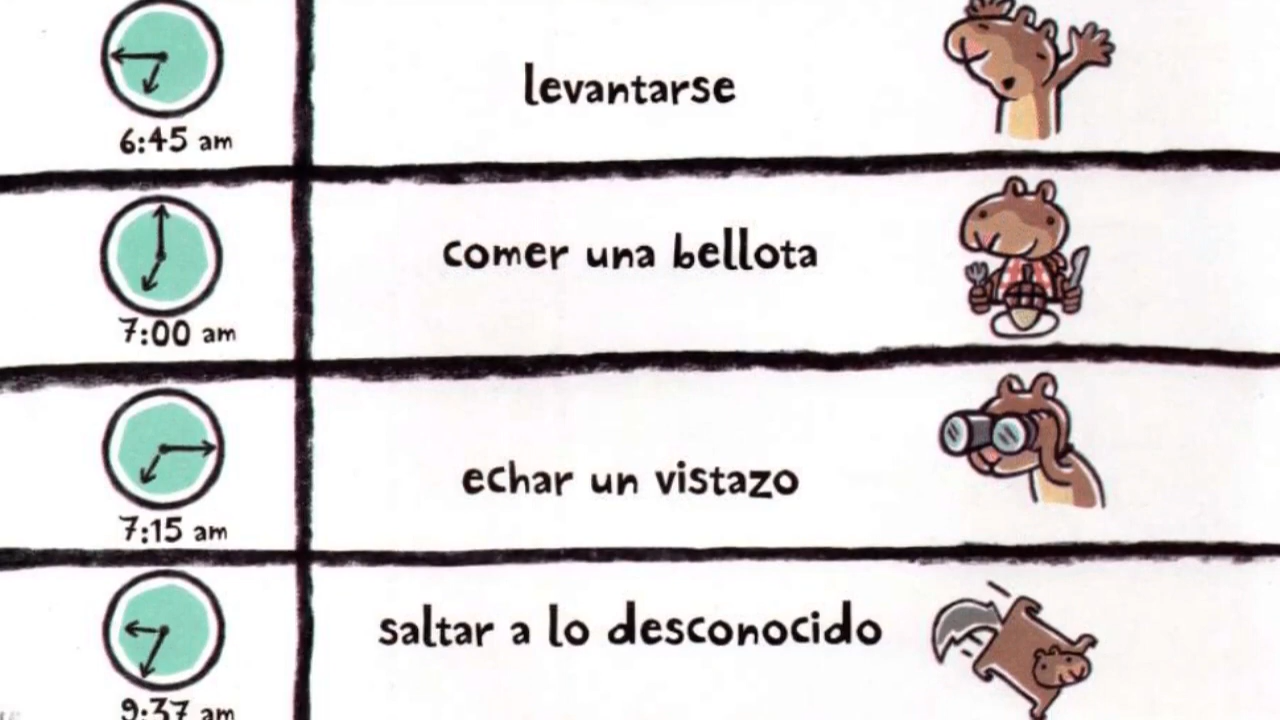 levantarse
6:45 am
comer una bellota
7:00 am
echar un vistazo
7:15 am
saltar a lo desconocido
9:37 am